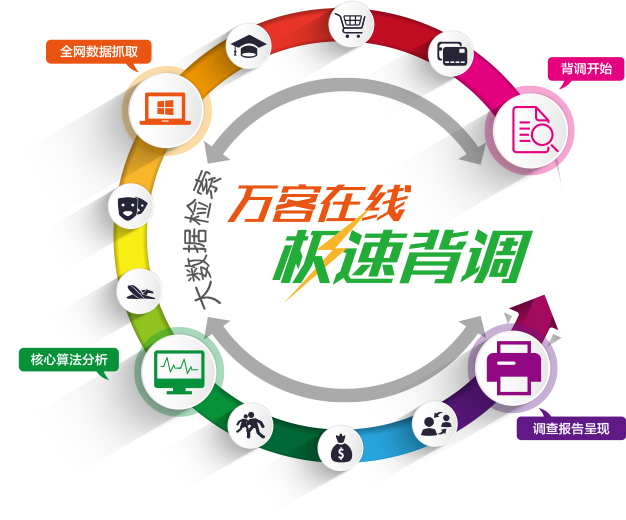 全网数据抓取
背调开始
大数据检索
万客在线
极速背调
核心算法分析
调查报告呈现